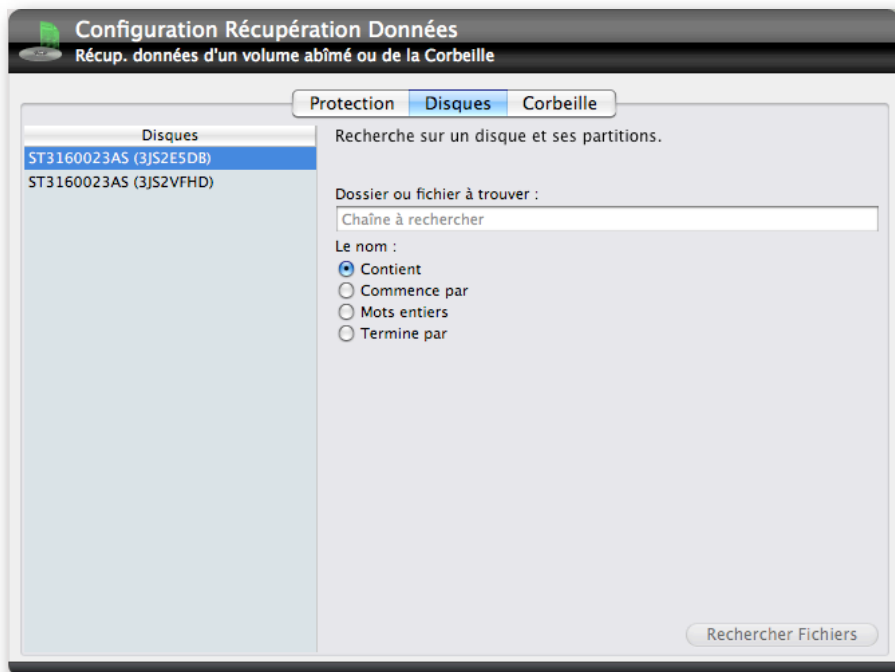 Configuration Récupération Données
Récup. données d'un volume abîmé ou de la Corbeille
Protection Disques Corbeille
Disques
ST3160023AS (3JS2E5DB)
ST3160023AS (3JS2VFHD)
Recherche sur un disque et ses partitions.
Dossier ou fichier à trouver :
Chaîne à rechercher
Le nom :
Contient
Commence par
Mots entiers
Termine par
Rechercher Fichiers